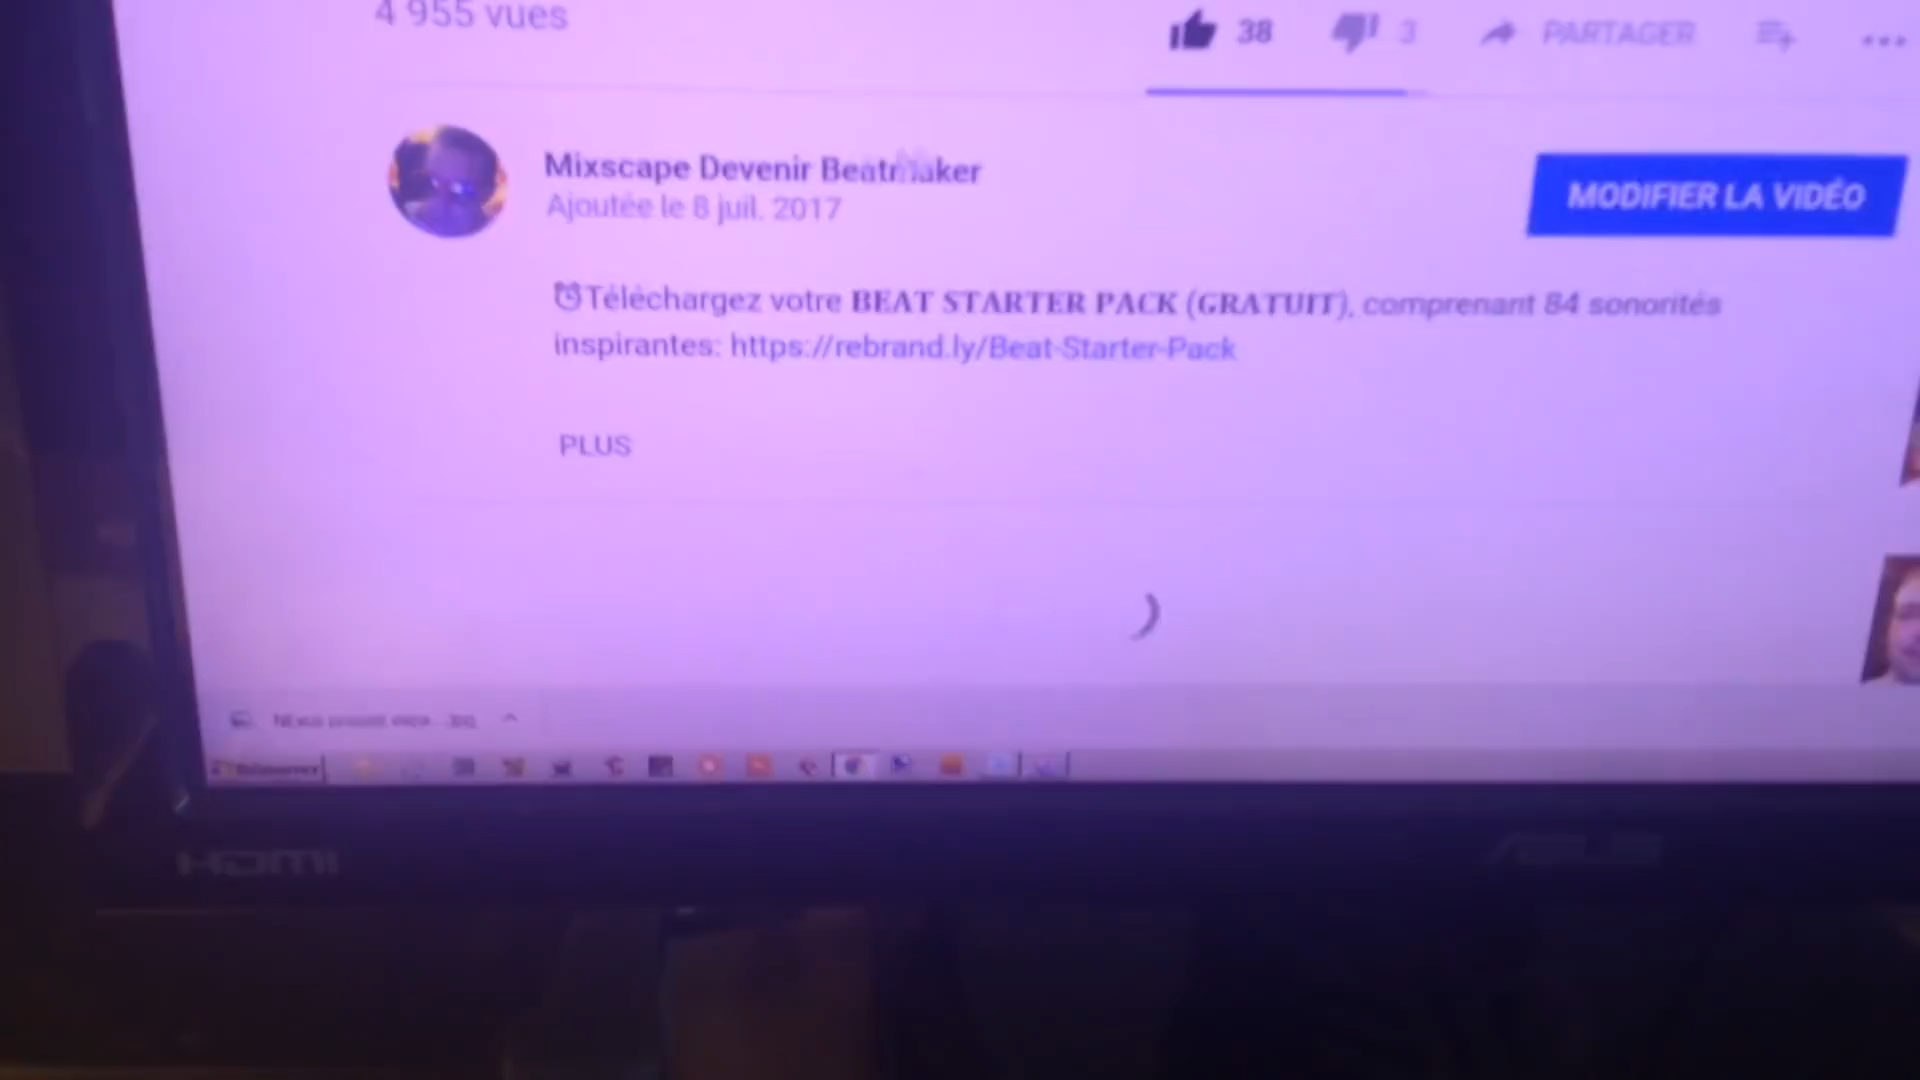 4 955 vues
38 3 PARTAGER
Mixscape Devenir Beatmaker
Ajoutée le 8 juil. 2017
MODIFIER LA VIDÉO
Téléchargez votre BEAT STARTER PACK (GRATUIT), comprenant 84 sonorités
inspirantes: https://rebrand.ly/Beat-Starter-Pack
PLUS
HDMI
ASUS